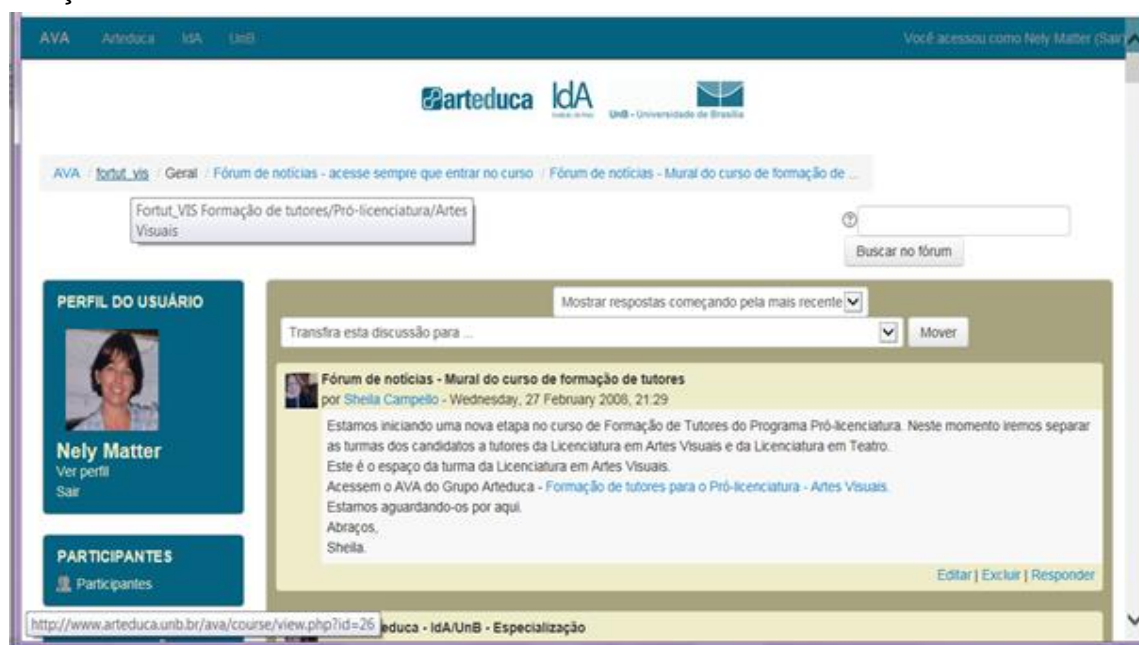 AVA Arteduca IdA UnB Você acessou como Nely Matter (Sair)
arteduca IdA UnB - Universidade de Brasília
AVA / fortut_vis / Geral / Fórum de notícias - acesse sempre que entrar no curso / Fórum de notícias - Mural do curso de formação de ...
Fortut_VIS Formação de tutores/Pró-licenciatura/Artes
Visuais
Buscar no fórum
PERFIL DO USUÁRIO
Nely Matter
Ver perfil
Sair
PARTICIPANTES
Participantes
Mostrar respostas começando pela mais recente
Transfira esta discussão para ... Mover
Fórum de notícias - Mural do curso de formação de tutores
por Sheila Campello - Wednesday, 27 February 2008, 21:29
Estamos iniciando uma nova etapa no curso de Formação de Tutores do Programa Pró-licenciatura. Neste momento iremos separar
as turmas dos candidatos a tutores da Licenciatura em Artes Visuais e da Licenciatura em Teatro.
Este é o espaço da turma da Licenciatura em Artes Visuais.
Acessem o AVA do Grupo Arteduca - Formação de tutores para o Pró-licenciatura - Artes Visuais.
Estamos aguardando-os por aqui.
Abraços,
Sheila.
Editar | Excluir | Responder
http://www.arteduca.unb.br/ava/course/view.php?id=26
educa - IdA/UnB - Especialização